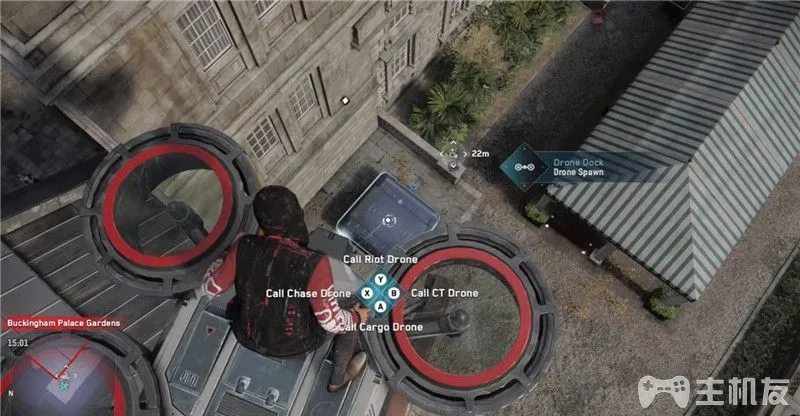 22m
Drone Dock
Drone Spawn
Call Riot Drone
Y
Call Chase Drone
X
B
Call CT Drone
A
Call Cargo Drone
Buckingham Palace Gardens
15:01
N
主机友